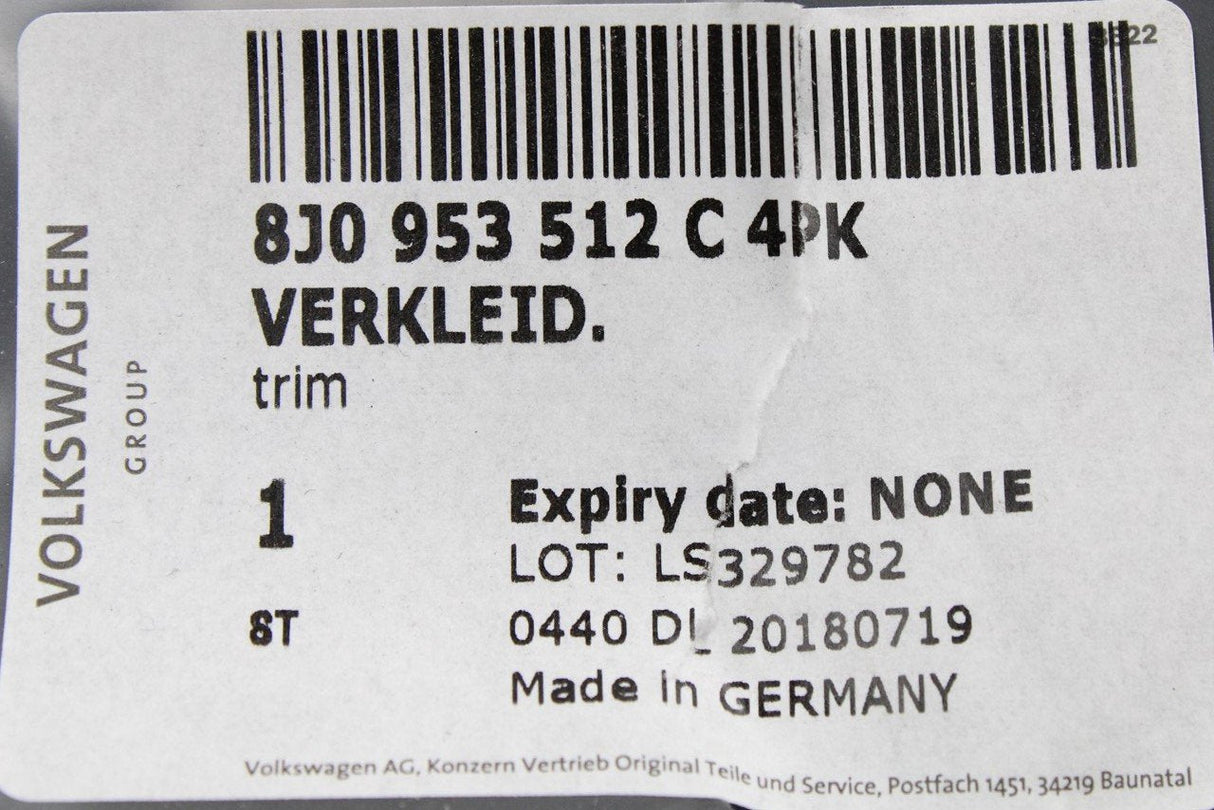 8J0 953 512 C 4PK
VERKLEID.
trim
1
ST
Expiry date: NONE
LOT: LS329782
0440 DL 20180719
Made in GERMANY
VOLKSWAGEN
GROUP
Volkswagen AG, Konzern Vertrieb Original Teile und Service, Postfach 1451, 34219 Baunatal